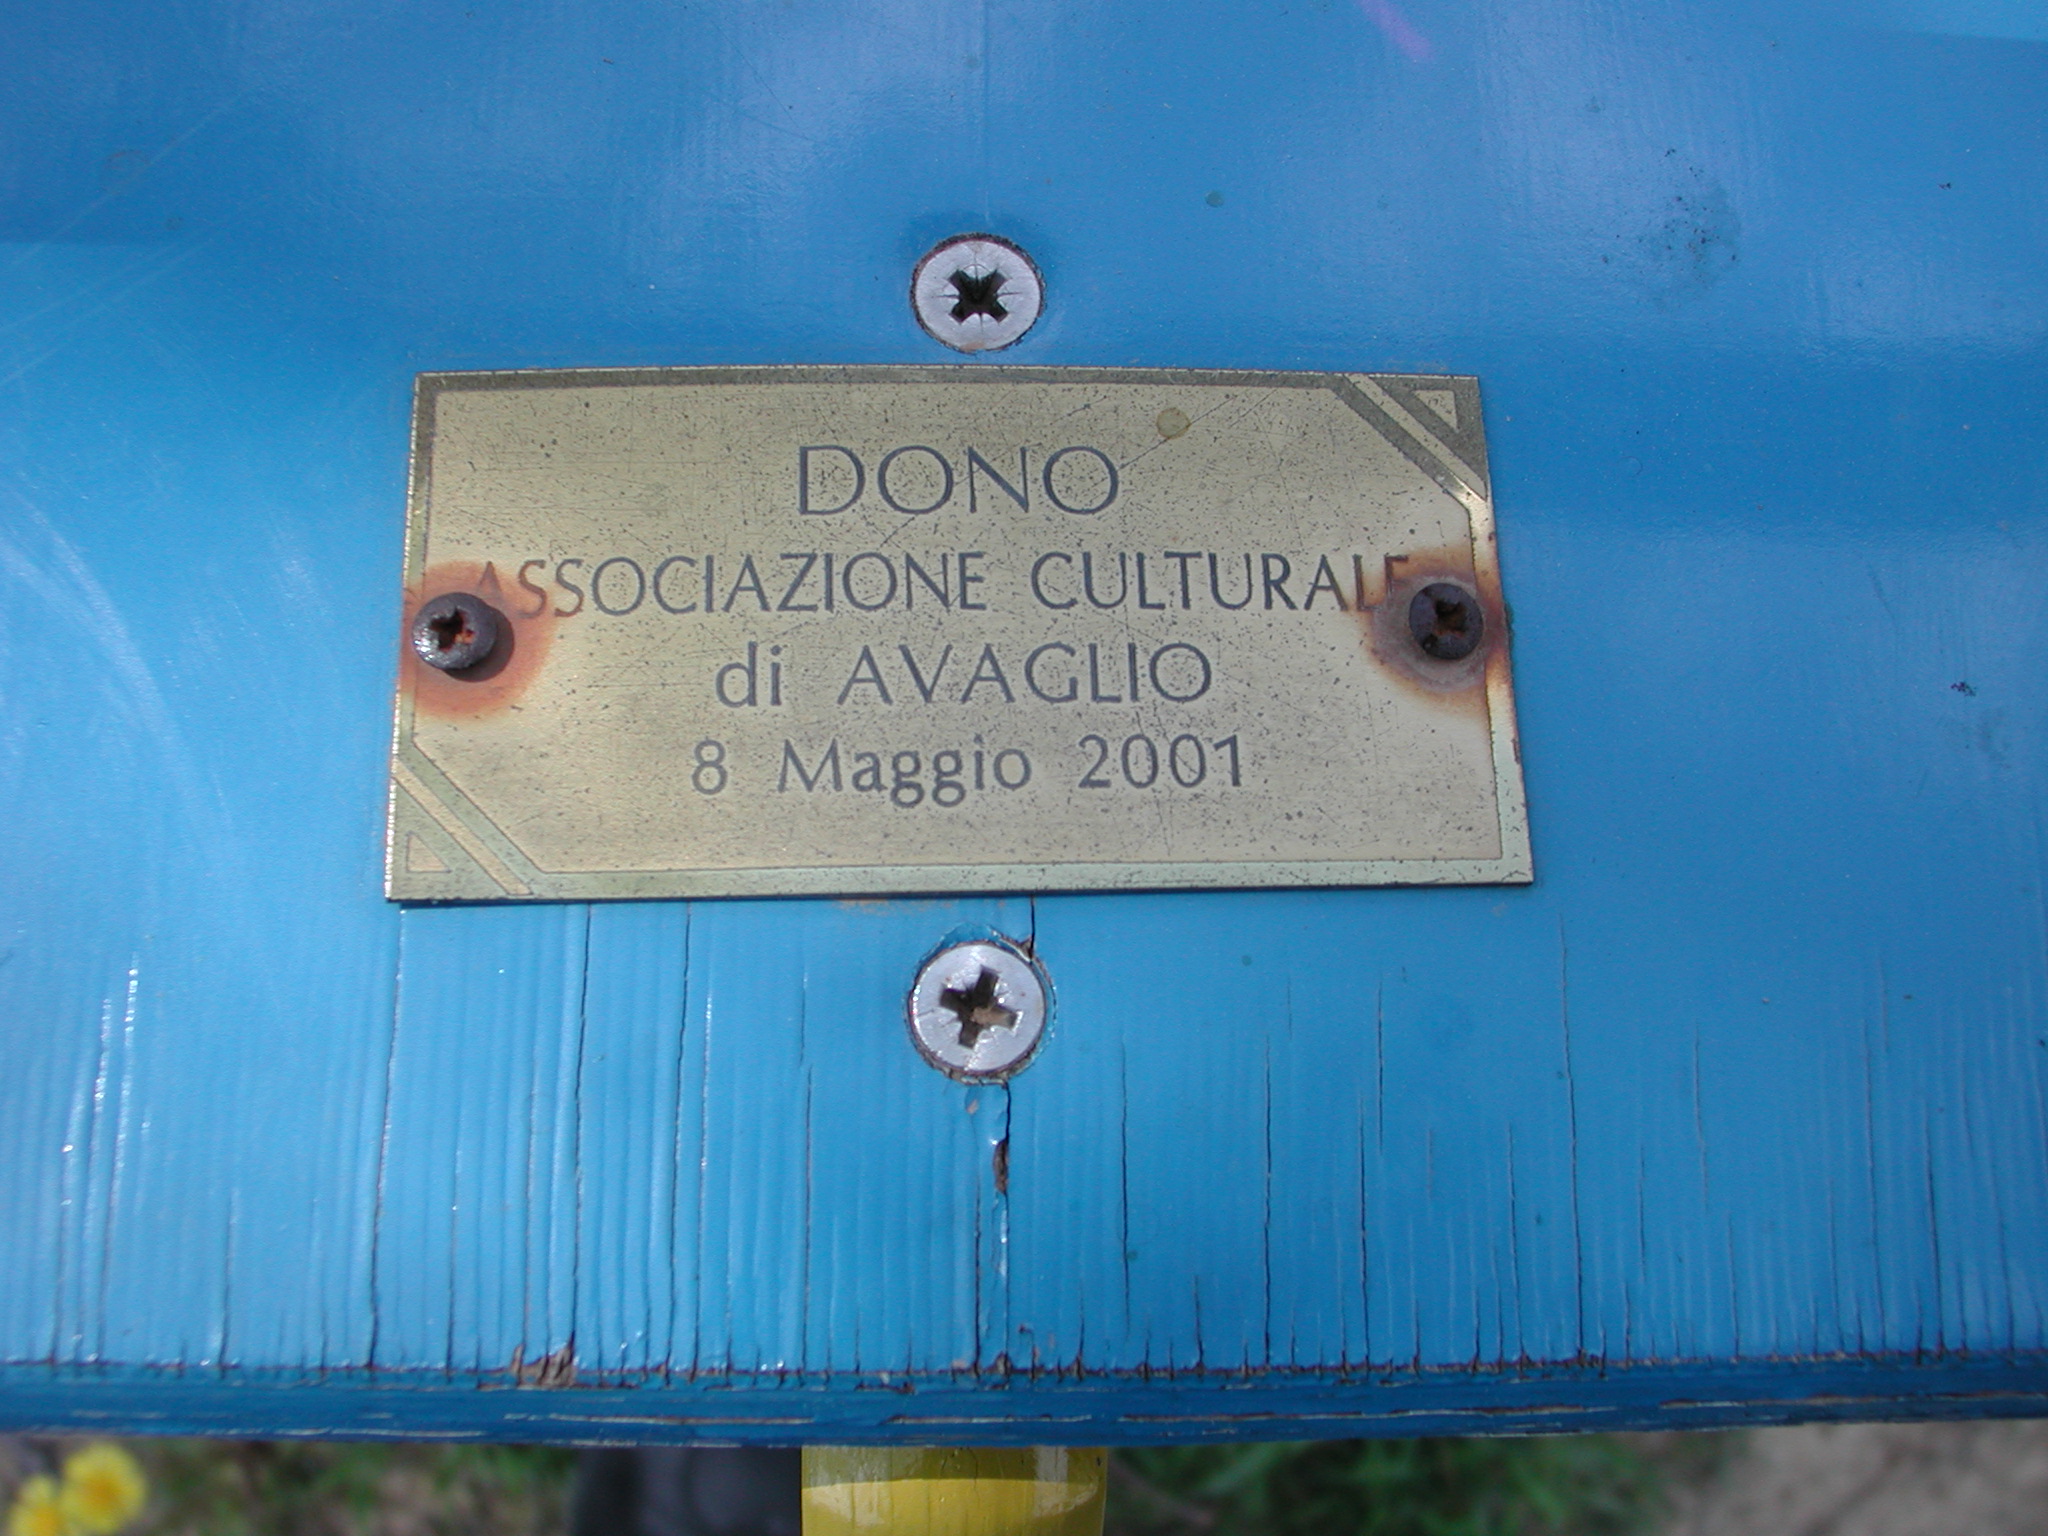 DONO
ASSOCIAZIONE CULTURALE
di AVAGLIO
8 Maggio 2001